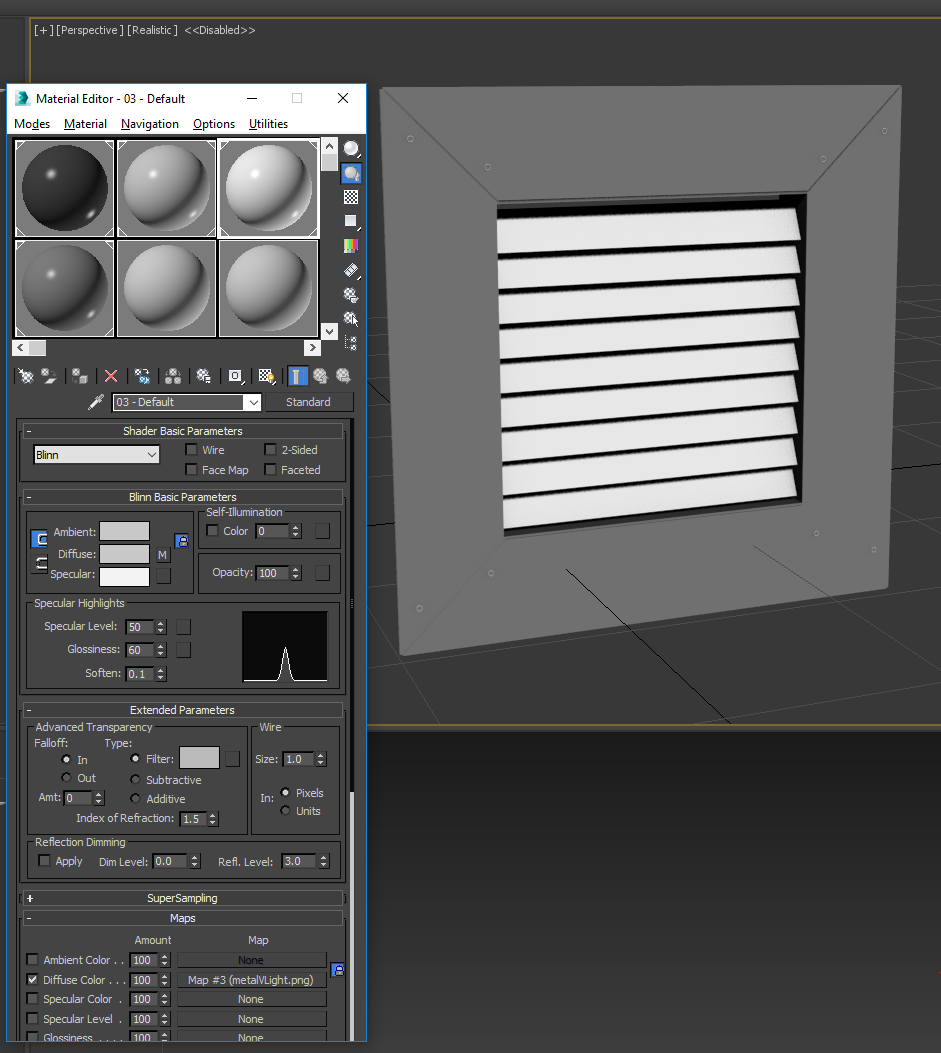 [+] [Perspective] [Realistic] <<Disabled>>
Material Editor - 03 - Default
Modes Material Navigation Options Utilities
03 - Default Standard
- Shader Basic Parameters
Blinn Wire 2-Sided
Face Map Faceted
- Blinn Basic Parameters
Self-Illumination
Ambient: Color 0
Diffuse: M
Specular: Opacity: 100
Specular Highlights
Specular Level: 50
Glossiness: 60
Soften: 0.1
- Extended Parameters
Advanced Transparency Wire
Falloff: Type:
In Filter: Size: 1.0
Out Subtractive
Amt: 0 Additive In: Pixels
Index of Refraction: 1.5 Units
Reflection Dimming
Apply Dim Level: 0.0 Refl. Level: 3.0
+ SuperSampling
- Maps
Amount Map
Ambient Color . . 100 None
Diffuse Color . . . 100 Map #3 (metalVLight.png)
Specular Color . 100 None
Specular Level . 100 None
Glossiness . . . . 100 None